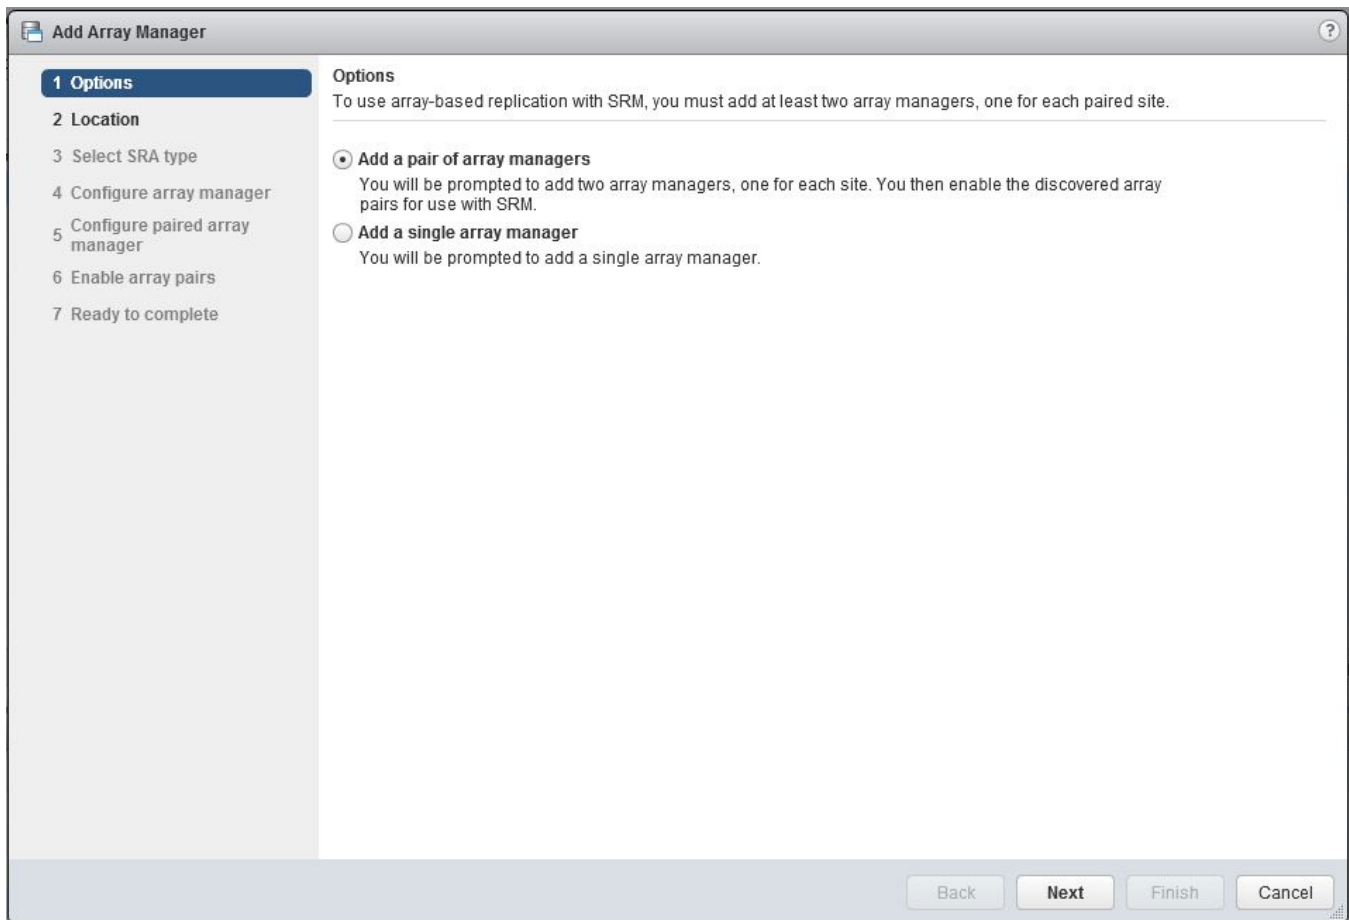 Add Array Manager
?
1 Options
2 Location
3 Select SRA type
4 Configure array manager
5 Configure paired array
manager
6 Enable array pairs
7 Ready to complete
Options
To use array-based replication with SRM, you must add at least two array managers, one for each paired site.
Add a pair of array managers
You will be prompted to add two array managers, one for each site. You then enable the discovered array
pairs for use with SRM.
Add a single array manager
You will be prompted to add a single array manager.
Back Next Finish Cancel